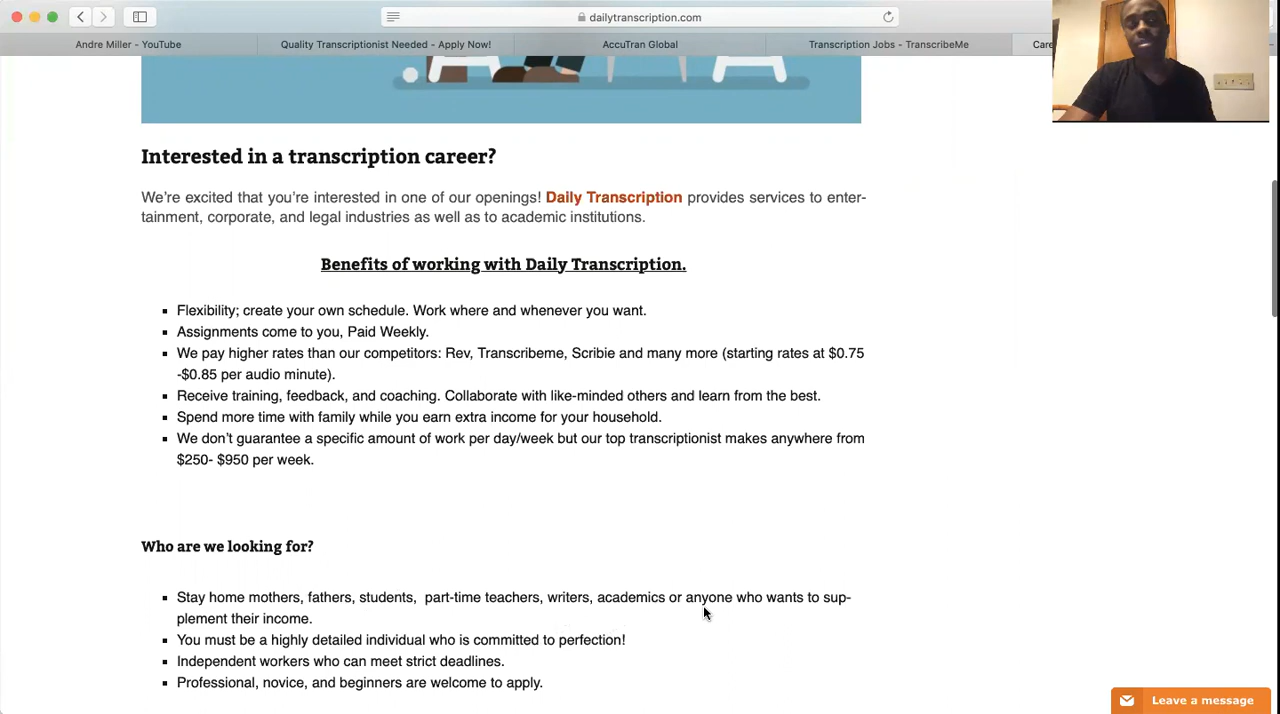 dailytranscription.com
Andre Miller - YouTube
Quality Transcriptionist Needed - Apply Now!
AccuTran Global
Transcription Jobs - TranscribeMe
Care
Interested in a transcription career?
We’re excited that you’re interested in one of our openings! Daily Transcription provides services to enter-
tainment, corporate, and legal industries as well as to academic institutions.
Benefits of working with Daily Transcription.
Flexibility; create your own schedule. Work where and whenever you want.
Assignments come to you, Paid Weekly.
We pay higher rates than our competitors: Rev, Transcribeme, Scribie and many more (starting rates at $0.75
-$0.85 per audio minute).
Receive training, feedback, and coaching. Collaborate with like-minded others and learn from the best.
Spend more time with family while you earn extra income for your household.
We don’t guarantee a specific amount of work per day/week but our top transcriptionist makes anywhere from
$250- $950 per week.
Who are we looking for?
Stay home mothers, fathers, students,  part-time teachers, writers, academics or anyone who wants to sup-
plement their income.
You must be a highly detailed individual who is committed to perfection!
Independent workers who can meet strict deadlines.
Professional, novice, and beginners are welcome to apply.
Leave a message